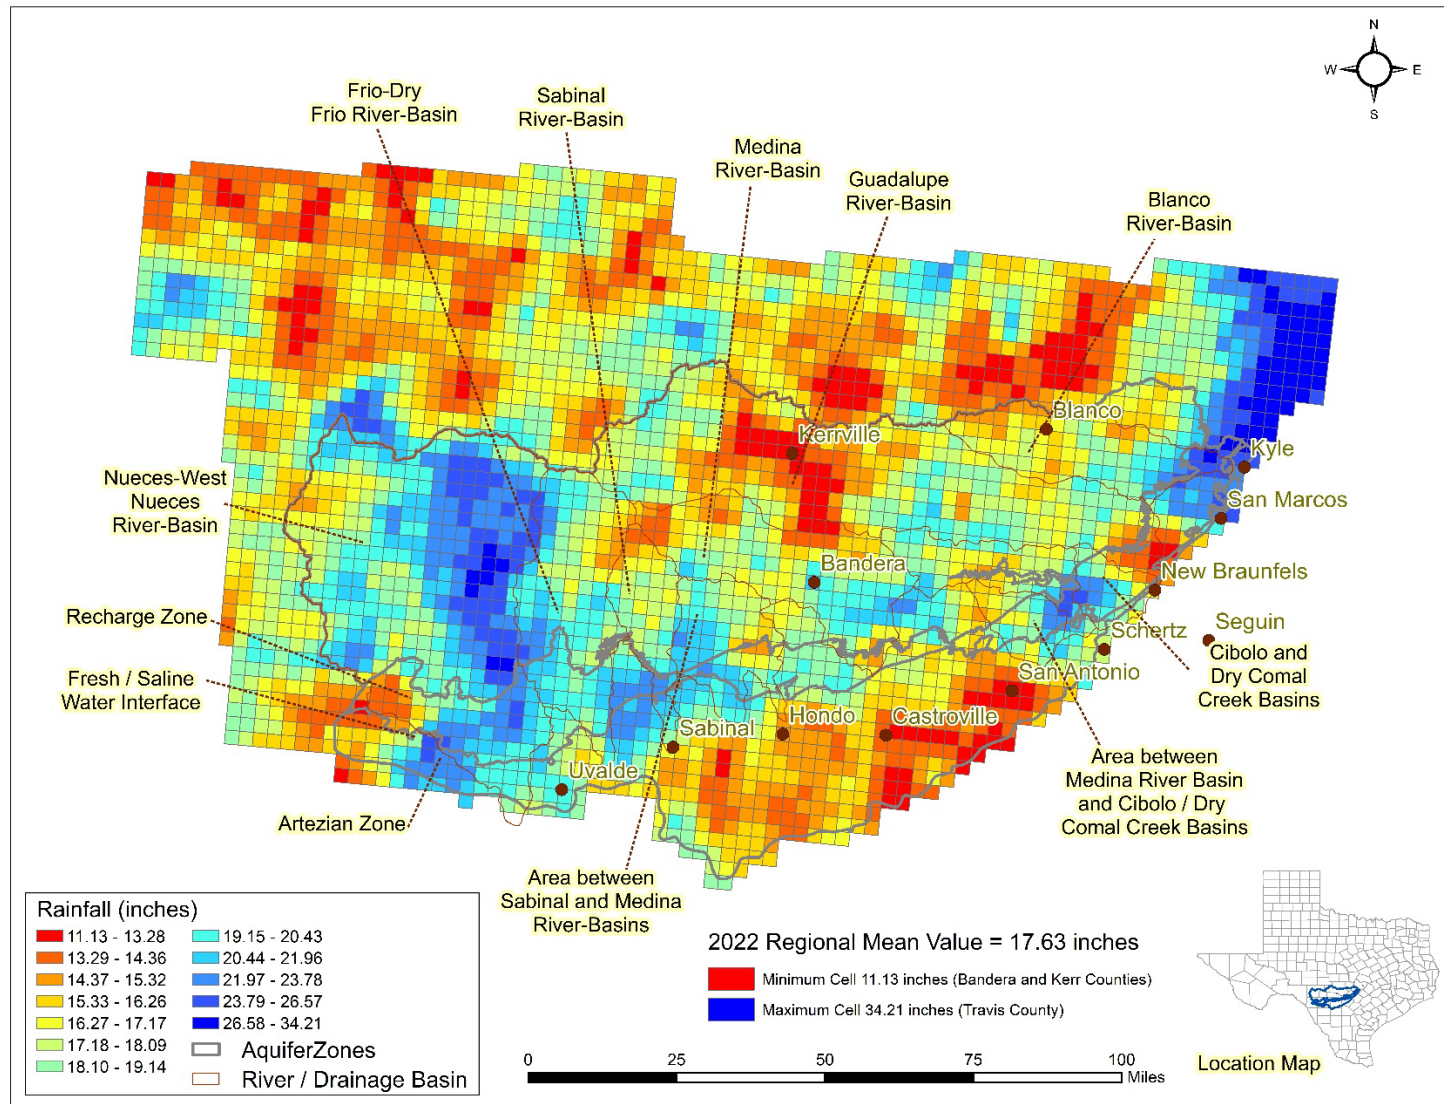 N
W
E
S
Frio-Dry
Frio River-Basin
Sabinal
River-Basin
Medina
River-Basin
Guadalupe
River-Basin
Blanco
River-Basin
Nueces-West
Nueces
River-Basin
Recharge Zone
Fresh / Saline
Water Interface
Artezian Zone
Blanco
Kerrville
Kyle
San Marcos
Bandera
New Braunfels
Schertz
Seguin
San Antonio
Sabinal
Hondo
Castroville
Uvalde
Cibolo and
Dry Comal
Creek Basins
Area between
Medina River Basin
and Cibolo / Dry
Comal Creek Basins
Area between
Sabinal and Medina
River-Basins
Rainfall (inches)
11.13 - 13.28
13.29 - 14.36
14.37 - 15.32
15.33 - 16.26
16.27 - 17.17
17.18 - 18.09
18.10 - 19.14
19.15 - 20.43
20.44 - 21.96
21.97 - 23.78
23.79 - 26.57
26.58 - 34.21
AquiferZones
River / Drainage Basin
2022 Regional Mean Value = 17.63 inches
Minimum Cell 11.13 inches (Bandera and Kerr Counties)
Maximum Cell 34.21 inches (Travis County)
0 25 50 75 100
Miles
Location Map